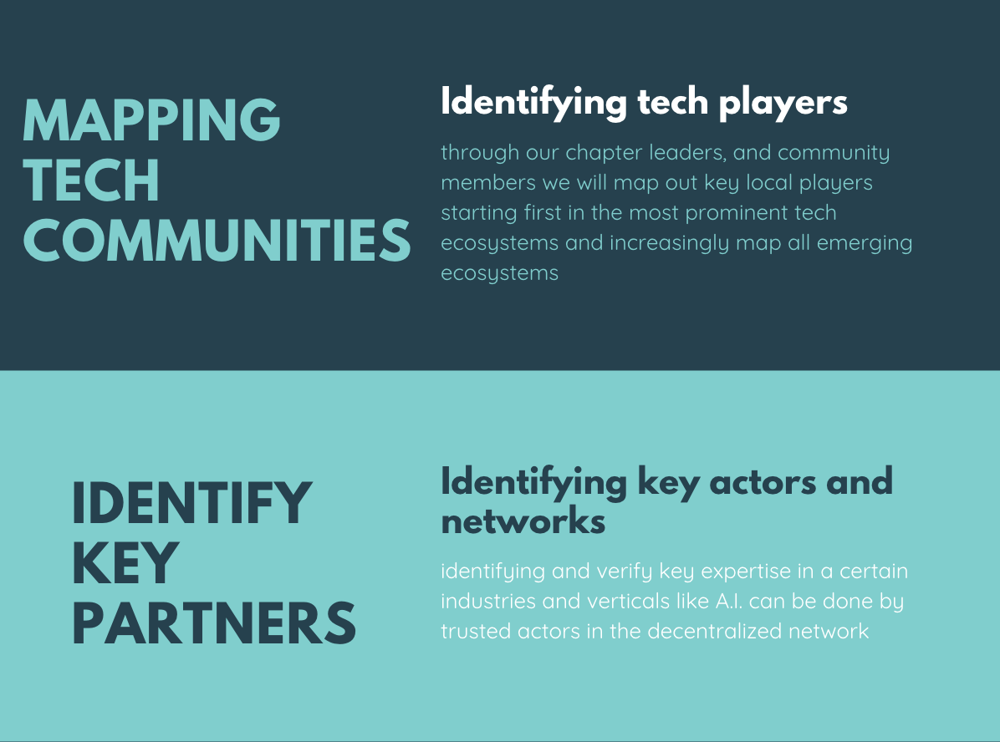 MAPPING
TECH
COMMUNITIES
Identifying tech players
through our chapter leaders, and community
members we will map out key local players
starting first in the most prominent tech
ecosystems and increasingly map all emerging
ecosystems
IDENTIFY
KEY
PARTNERS
Identifying key actors and
networks
identifying and verify key expertise in a certain
industries and verticals like A.I. can be done by
trusted actors in the decentralized network